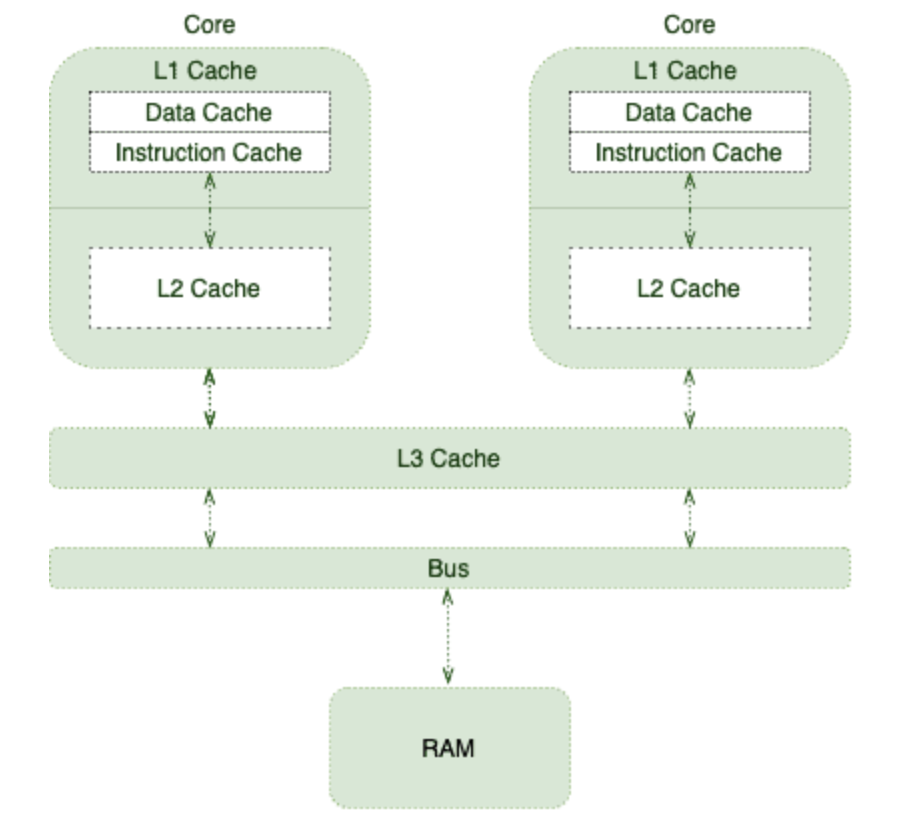 Core
Core
L1 Cache
L1 Cache
Data Cache
Data Cache
Instruction Cache
Instruction Cache
L2 Cache
L2 Cache
L3 Cache
Bus
RAM